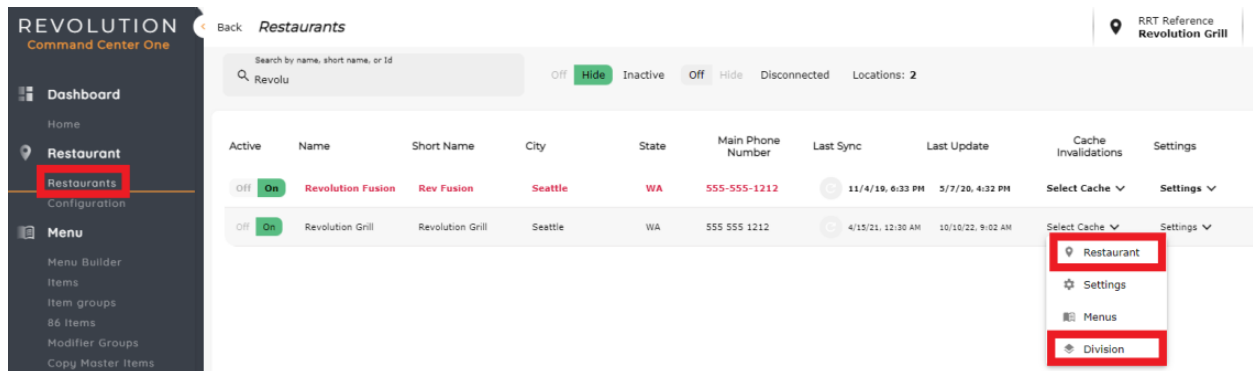 REVOLUTION
Command Center One
Back Restaurants
RRT Reference
Revolution Grill
Search by name, short name, or Id
Revolu
Off Hide Inactive Off Hide Disconnected Locations: 2
Dashboard
Home
Restaurant
Restaurants
Configuration
Menu
Menu Builder
Items
Item groups
86 Items
Modifier Groups
Copy Master Items
Active Name Short Name City State Main Phone Number Last Sync Last Update Cache Invalidations Settings
Off On Revolution Fusion Rev Fusion Seattle WA 555-555-1212 11/4/19, 6:33 PM 5/7/20, 4:32 PM Select Cache Settings
Off On Revolution Grill Revolution Grill Seattle WA 555 555 1212 4/15/21, 12:30 AM 10/10/22, 9:02 AM Select Cache Settings
Restaurant
Settings
Menus
Division